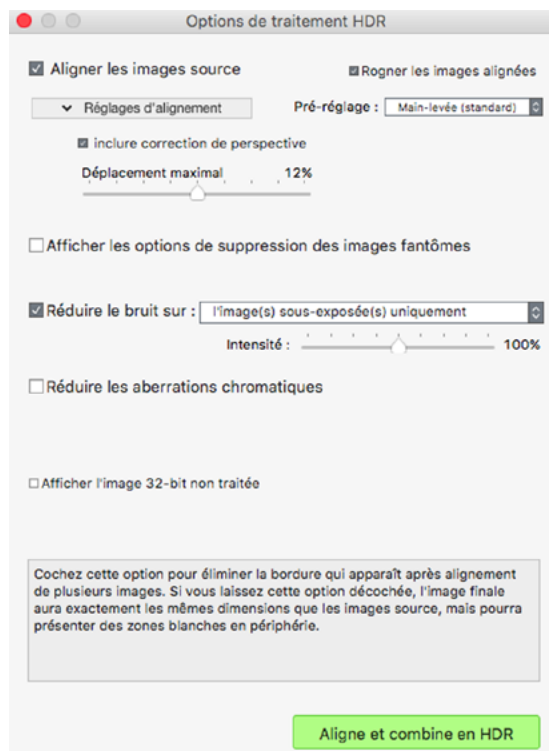 Options de traitement HDR
Aligner les images source
Rogner les images alignées
Réglages d'alignement
Pré-réglage : Main-levée (standard)
inclure correction de perspective
Déplacement maximal 12%
Afficher les options de suppression des images fantômes
Réduire le bruit sur : l'image(s) sous-exposée(s) uniquement
Intensité : 100%
Réduire les aberrations chromatiques
Afficher l'image 32-bit non traitée
Cochez cette option pour éliminer la bordure qui apparaît après alignement
de plusieurs images. Si vous laissez cette option décochée, l'image finale
aura exactement les mêmes dimensions que les images source, mais pourra
présenter des zones blanches en périphérie.
Aligne et combine en HDR